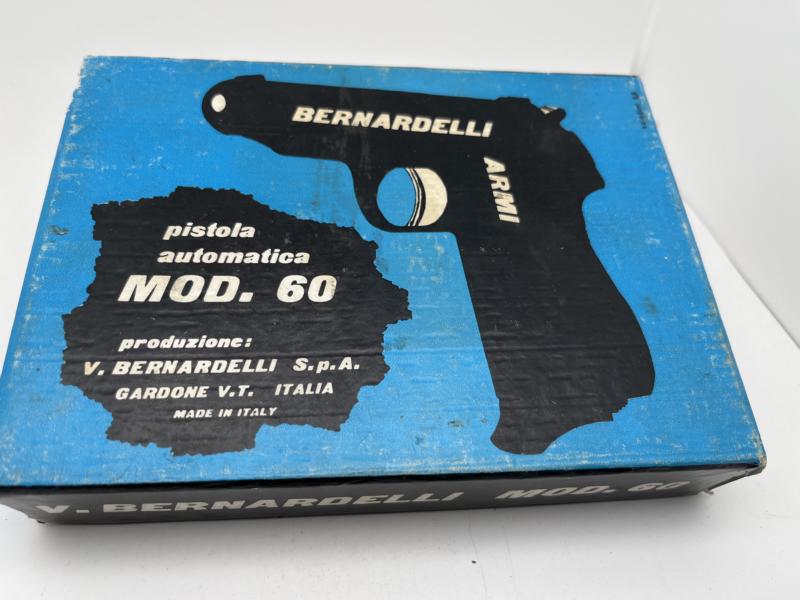 BERNARDELLI
ARMI
pistola
automatica
MOD. 60
produzione:
V. BERNARDELLI S.p.A.
GARDONE V.T. ITALIA
MADE IN ITALY
V. BERNARDELLI MOD. 60